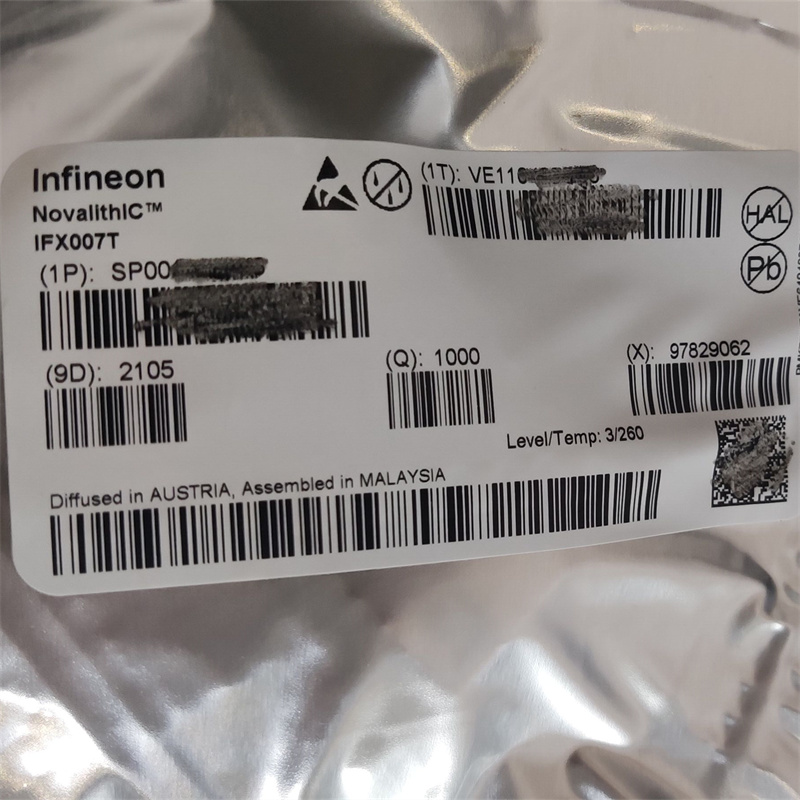 Infineon
NovalithIC™
IFX007T
(1P): SP00
(1T): VE11
HAL
Pb
(9D): 2105
(Q): 1000
(X): 97829062
Level/Temp: 3/260
Diffused in AUSTRIA, Assembled in MALAYSIA